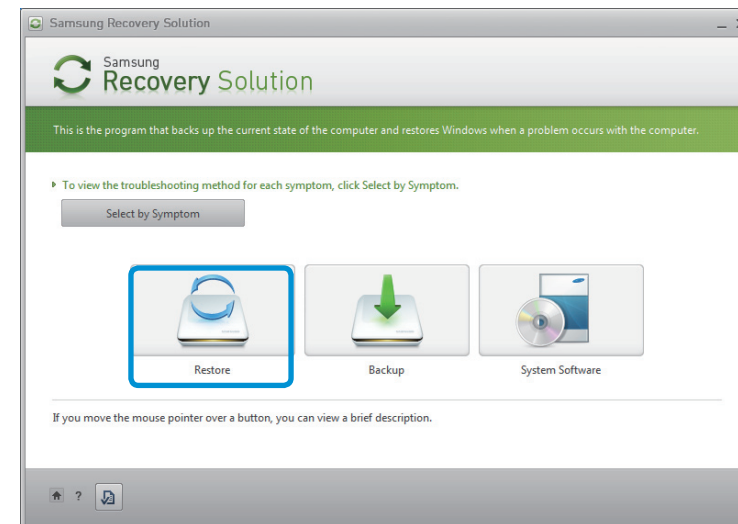 Samsung Recovery Solution
Samsung
Recovery Solution
This is the program that backs up the current state of the computer and restores Windows when a problem occurs with the computer.
To view the troubleshooting method for each symptom, click Select by Symptom.
Select by Symptom
Restore Backup System Software
If you move the mouse pointer over a button, you can view a brief description.
?